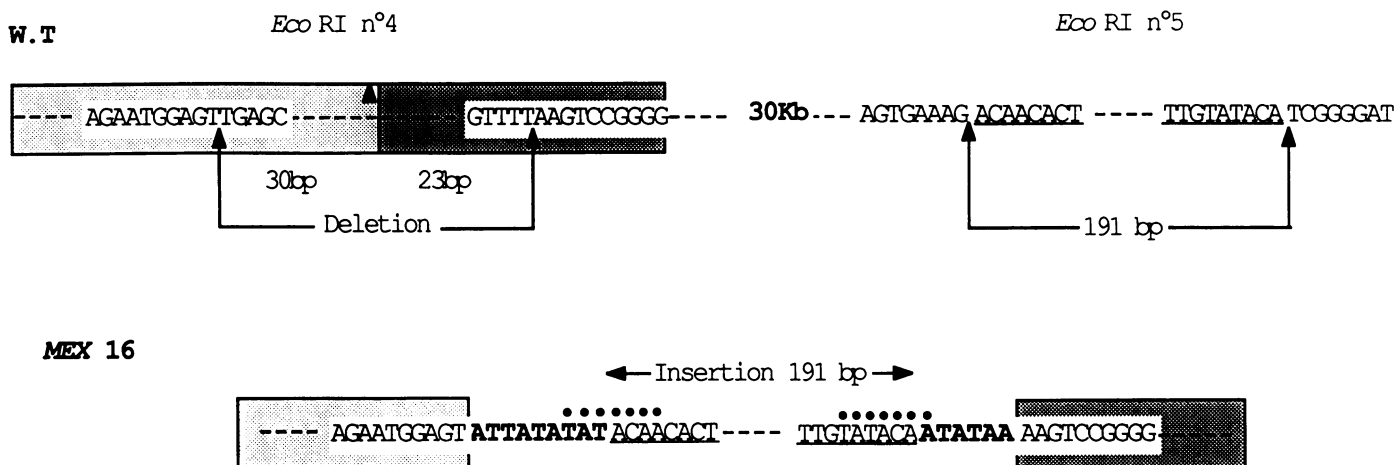 W.T
Eco RI n°4
Eco RI n°5
---- AGAATGGAGTTGAGC -------- GTTTTAAGTCCGGGG ---- 30Kb ---- AGTGAAAG ACAACACT ---- TTGTATACA TCGGGGAT
30bp 23bp
Deletion
191 bp
MEX 16
Insertion 191 bp
---- AGAATGGAGT ATTATATAT ACAACACT ---- TTGTATACA ATATAA AAGTCCGGGG ----